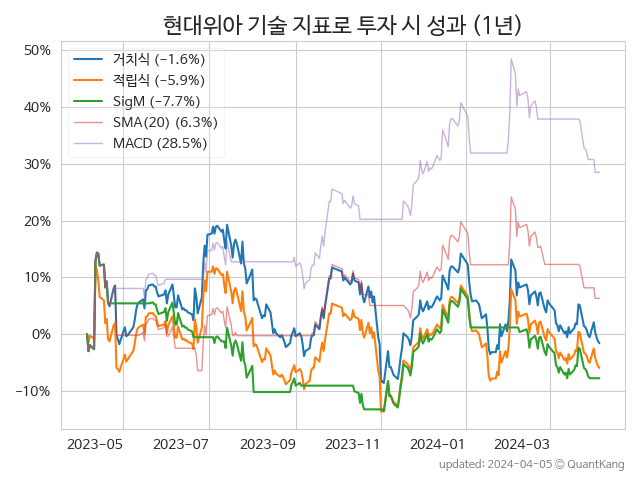 현대위아 기술 지표로 투자 시 성과 (1년)
거치식 (−1.6%)
적립식 (−5.9%)
SigM (−7.7%)
SMA(20) (6.3%)
MACD (28.5%)
50%
40%
30%
20%
10%
0%
−10%
2023-05 2023-07 2023-09 2023-11 2024-01 2024-03
updated: 2024-04-05 © QuantKang